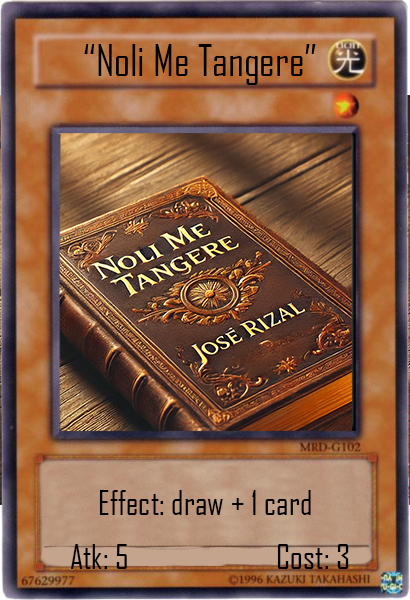 “Noli Me Tangere”
光
NOLI ME
TANGERE
JOSÉ RIZAL
MRD-G102
Effect: draw + 1 card
Atk: 5 Cost: 3
67629977 ©1996 KAZUKI TAKAHASHI